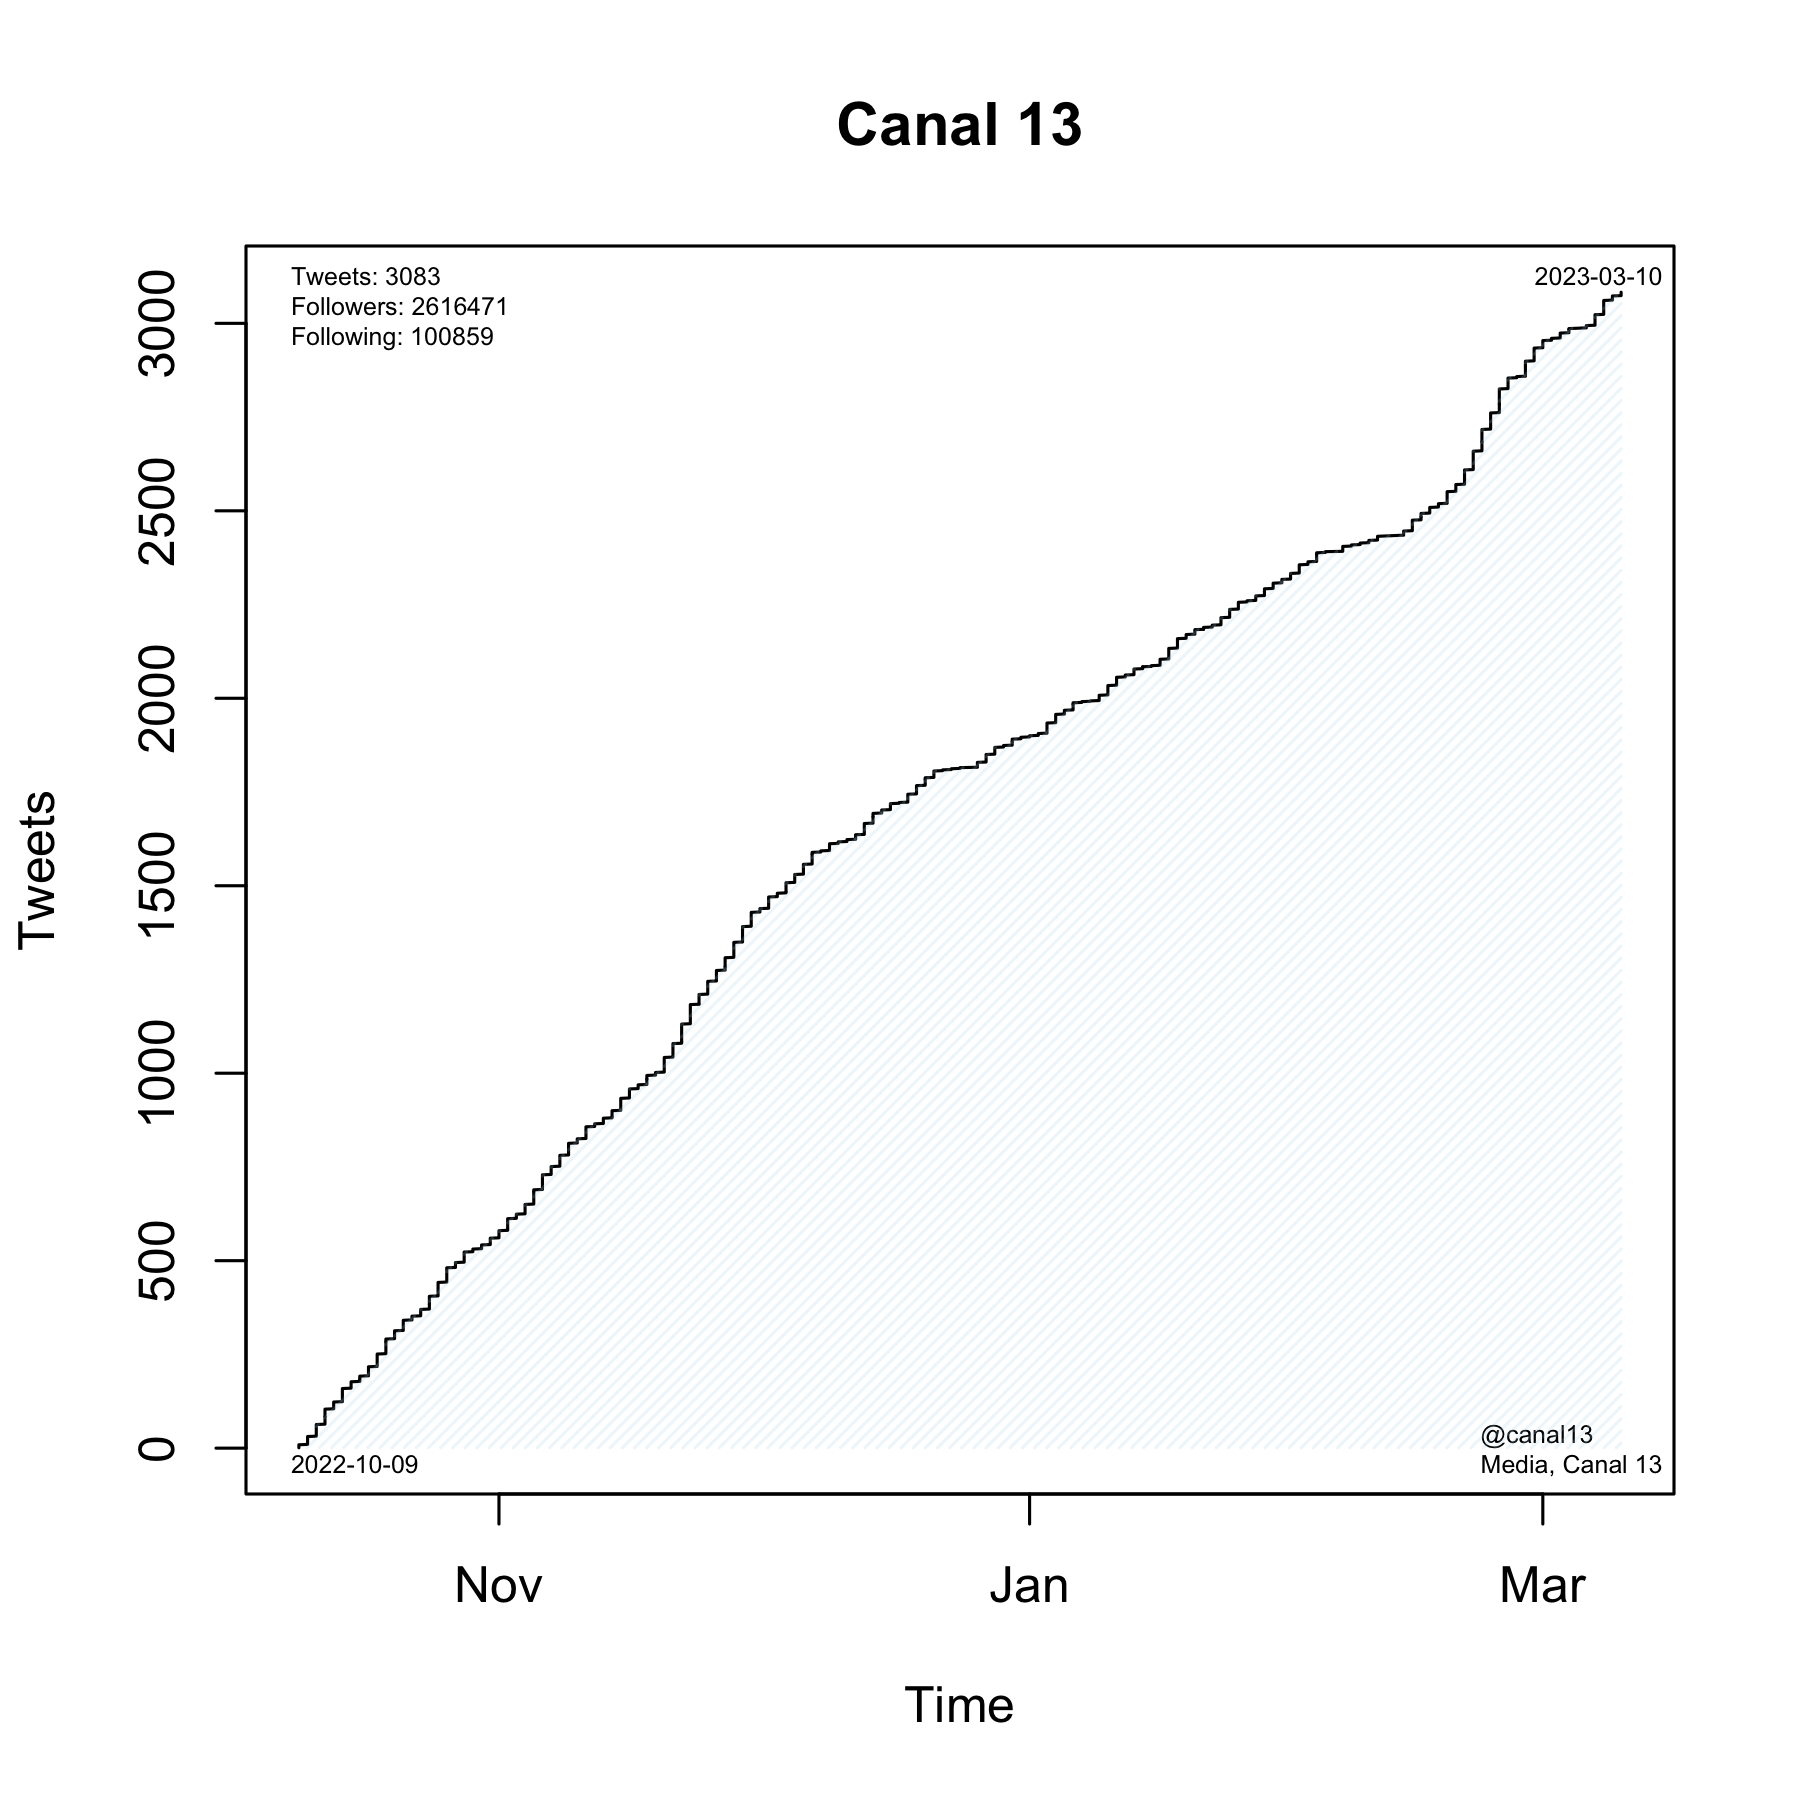 Canal 13
Tweets: 3083
Followers: 2616471
Following: 100859
2023-03-10
3000
2500
2000
1500
1000
500
0
Tweets
2022-10-09
@canal13
Media, Canal 13
Nov
Jan
Mar
Time